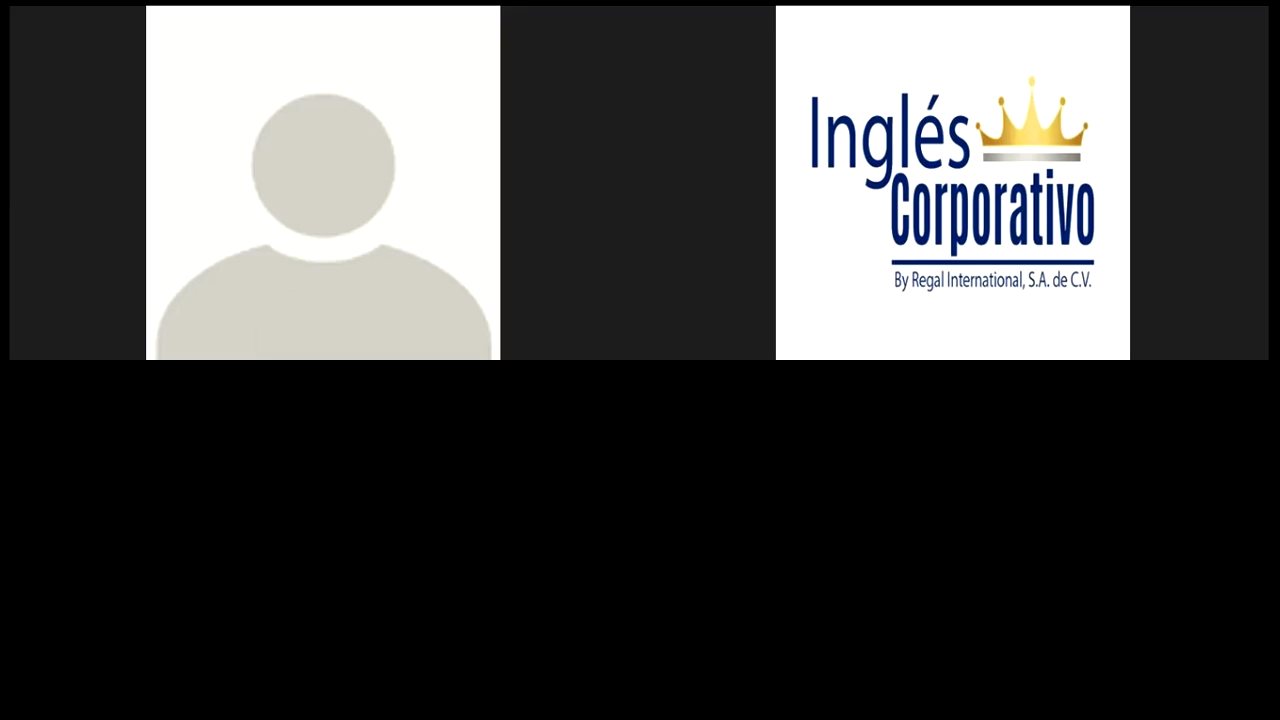 Inglés
Corporativo
By Regal International, S.A. de C.V.